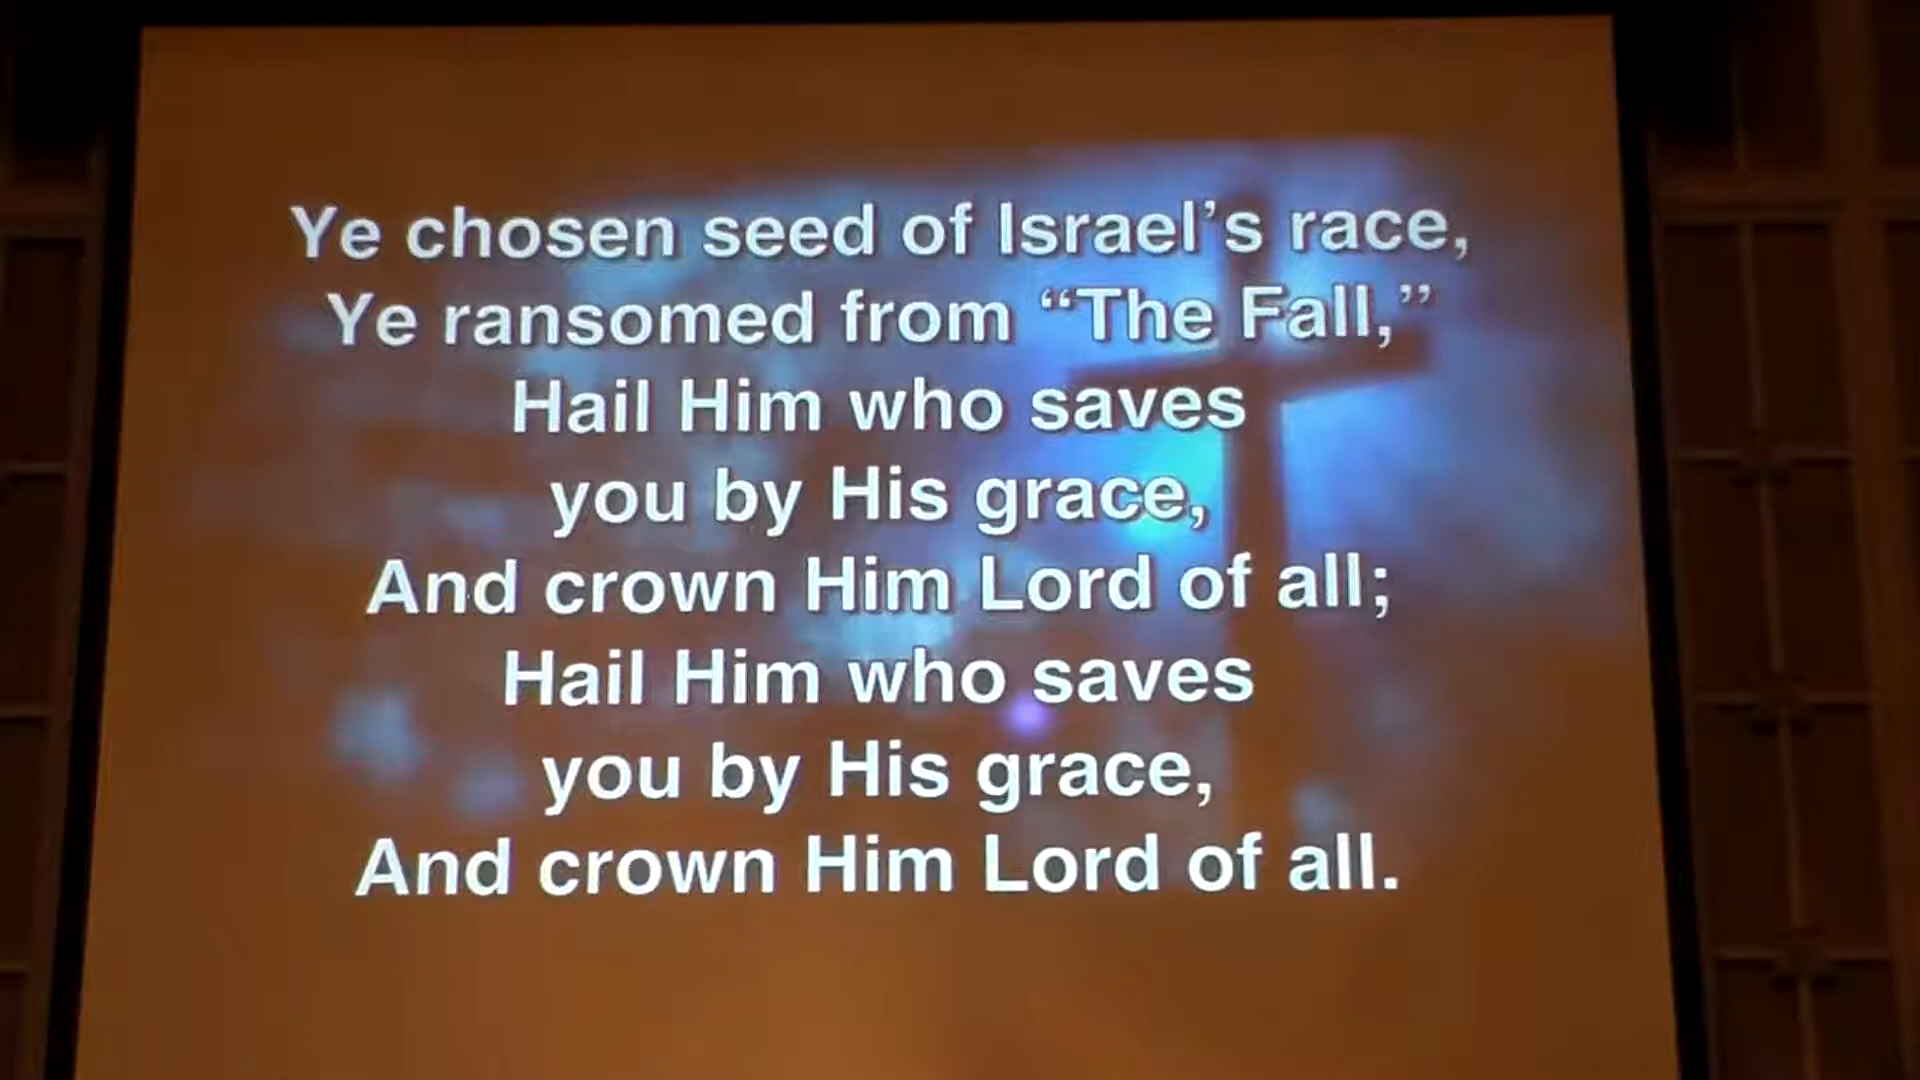 Ye chosen seed of Israel’s race,
Ye ransomed from “The Fall,”
Hail Him who saves
you by His grace,
And crown Him Lord of all;
Hail Him who saves
you by His grace,
And crown Him Lord of all.